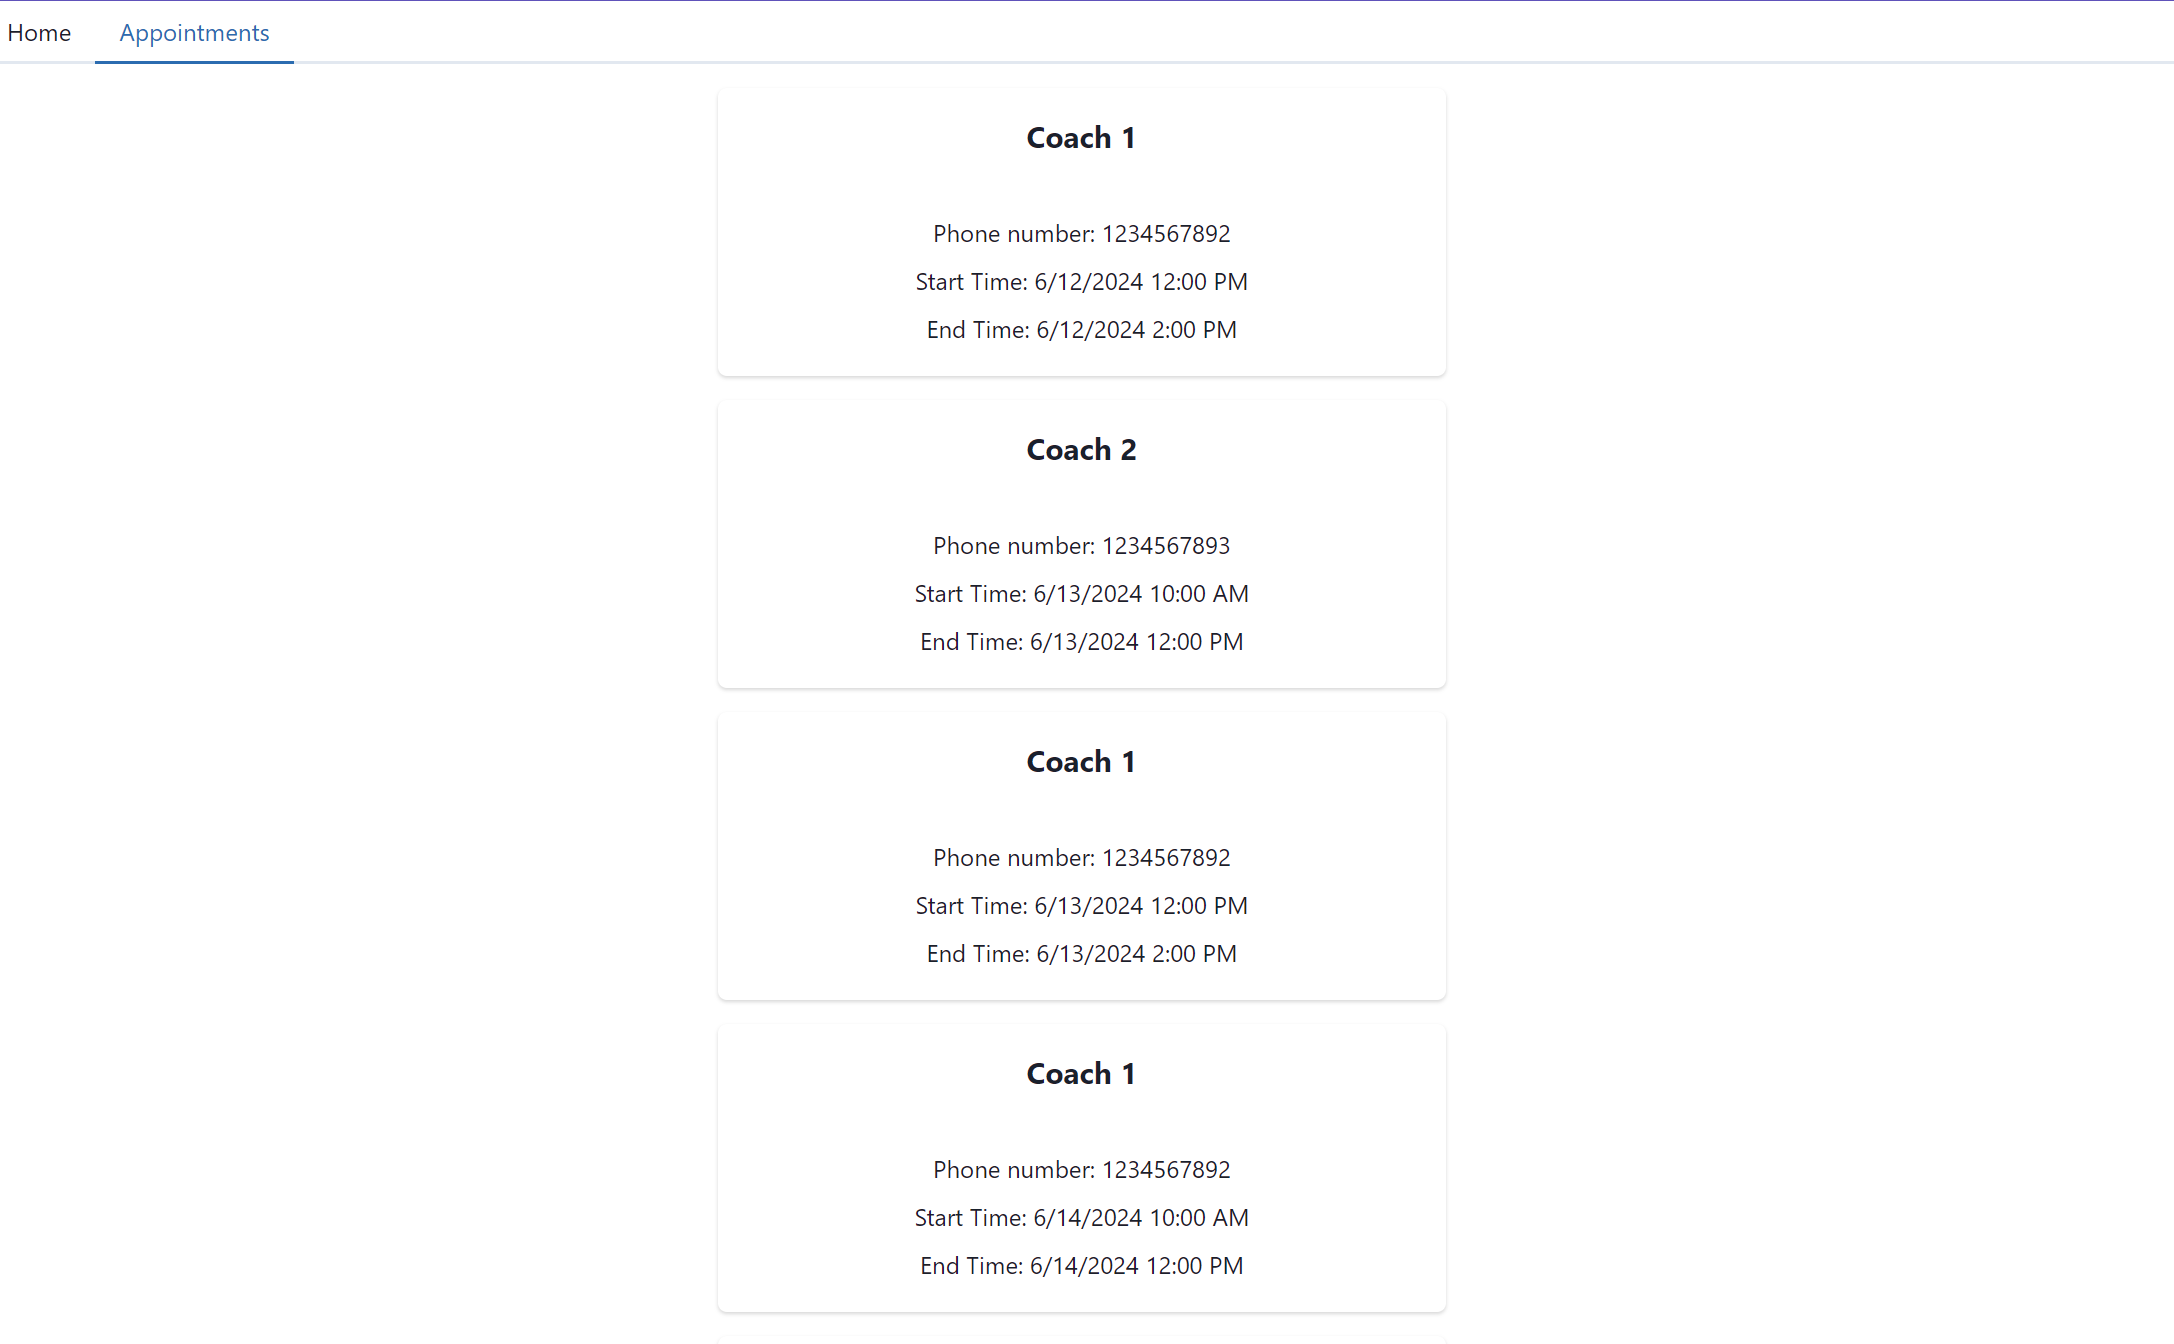 Home Appointments
Coach 1
Phone number: 1234567892
Start Time: 6/12/2024 12:00 PM
End Time: 6/12/2024 2:00 PM
Coach 2
Phone number: 1234567893
Start Time: 6/13/2024 10:00 AM
End Time: 6/13/2024 12:00 PM
Coach 1
Phone number: 1234567892
Start Time: 6/13/2024 12:00 PM
End Time: 6/13/2024 2:00 PM
Coach 1
Phone number: 1234567892
Start Time: 6/14/2024 10:00 AM
End Time: 6/14/2024 12:00 PM